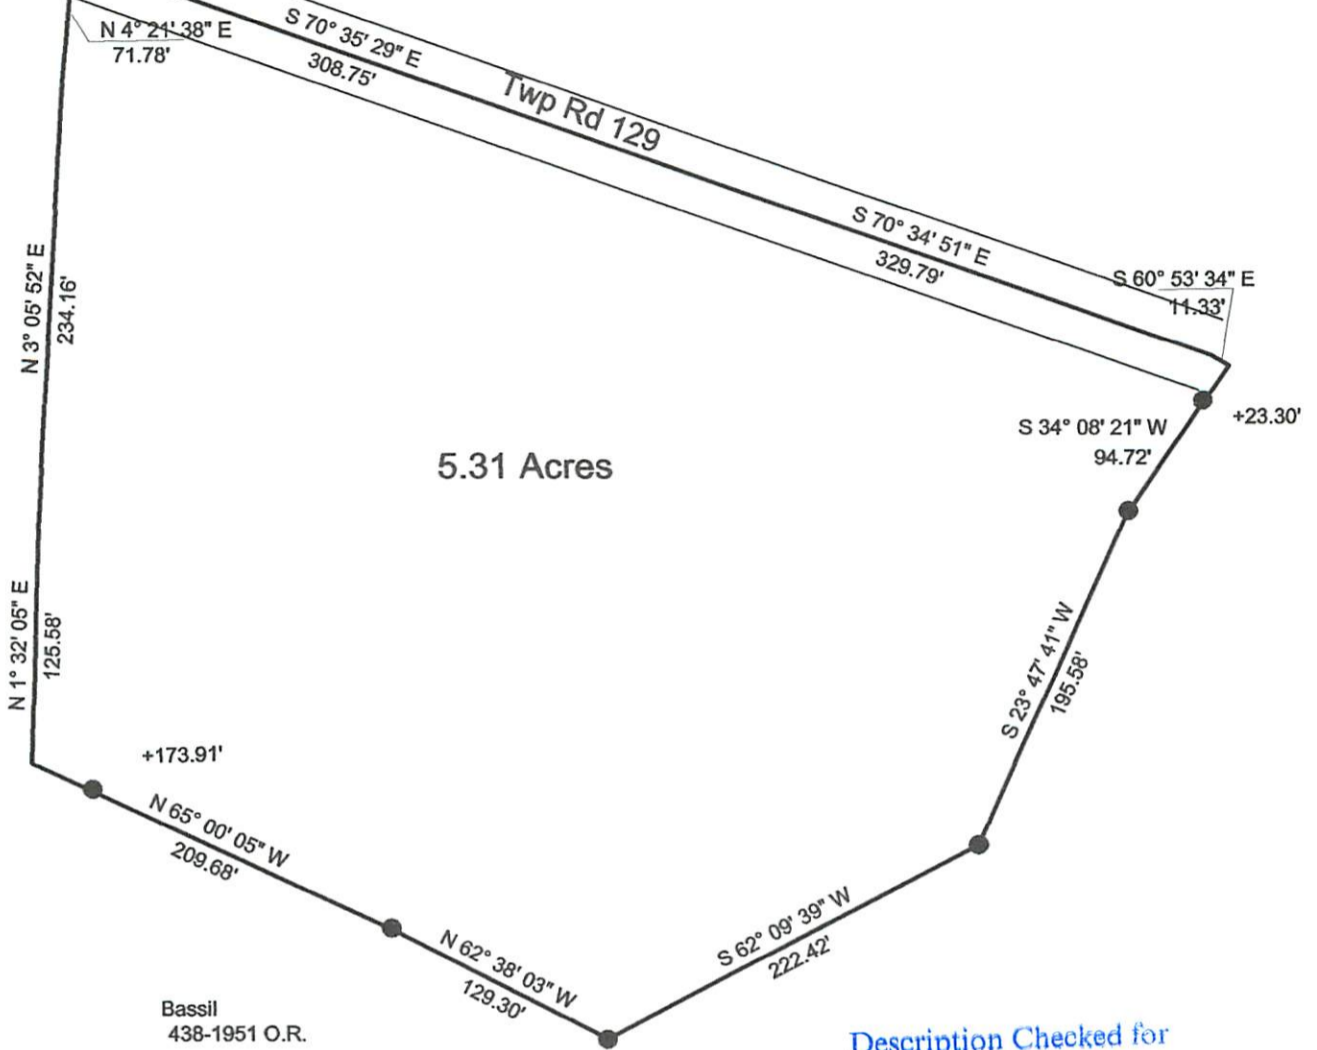 N 4° 21' 38" E
71.78'
S 70° 35' 29" E
308.75'
Twp Rd 129
S 70° 34' 51" E
329.79'
S 60° 53' 34" E
11.33'
N 3° 05' 52" E
234.16'
+23.30'
S 34° 08' 21" W
94.72'
5.31 Acres
N 1° 32' 05" E
125.58'
S 23° 47' 41" W
195.58'
+173.91'
N 65° 00' 05" W
209.68'
S 62° 09' 39" W
222.42'
N 62° 38' 03" W
129.30'
Bassil
438-1951 O.R.
Description Checked for